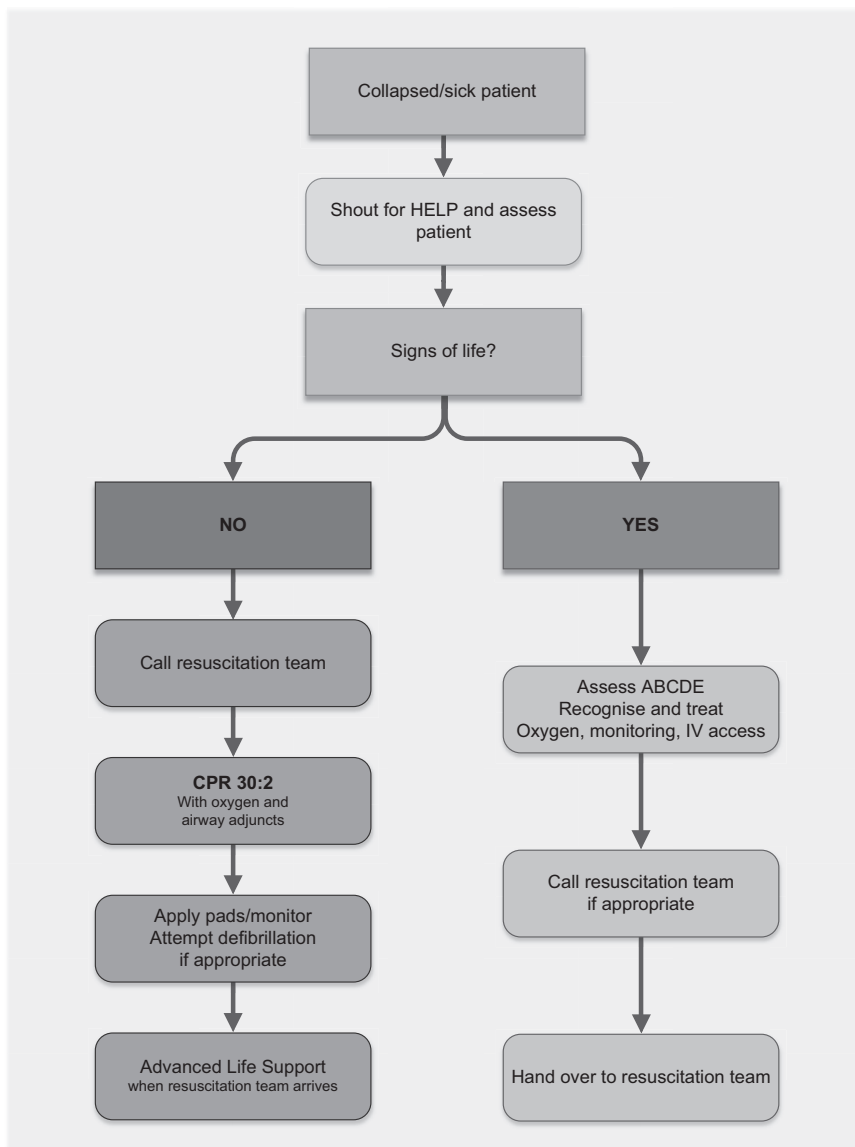 Collapsed/sick patient
Shout for HELP and assess
patient
Signs of life?
NO
Call resuscitation team
CPR 30:2
With oxygen and
airway adjuncts
Apply pads/monitor
Attempt defibrillation
if appropriate
Advanced Life Support
when resuscitation team arrives
YES
Assess ABCDE
Recognise and treat
Oxygen, monitoring, IV access
Call resuscitation team
if appropriate
Hand over to resuscitation team